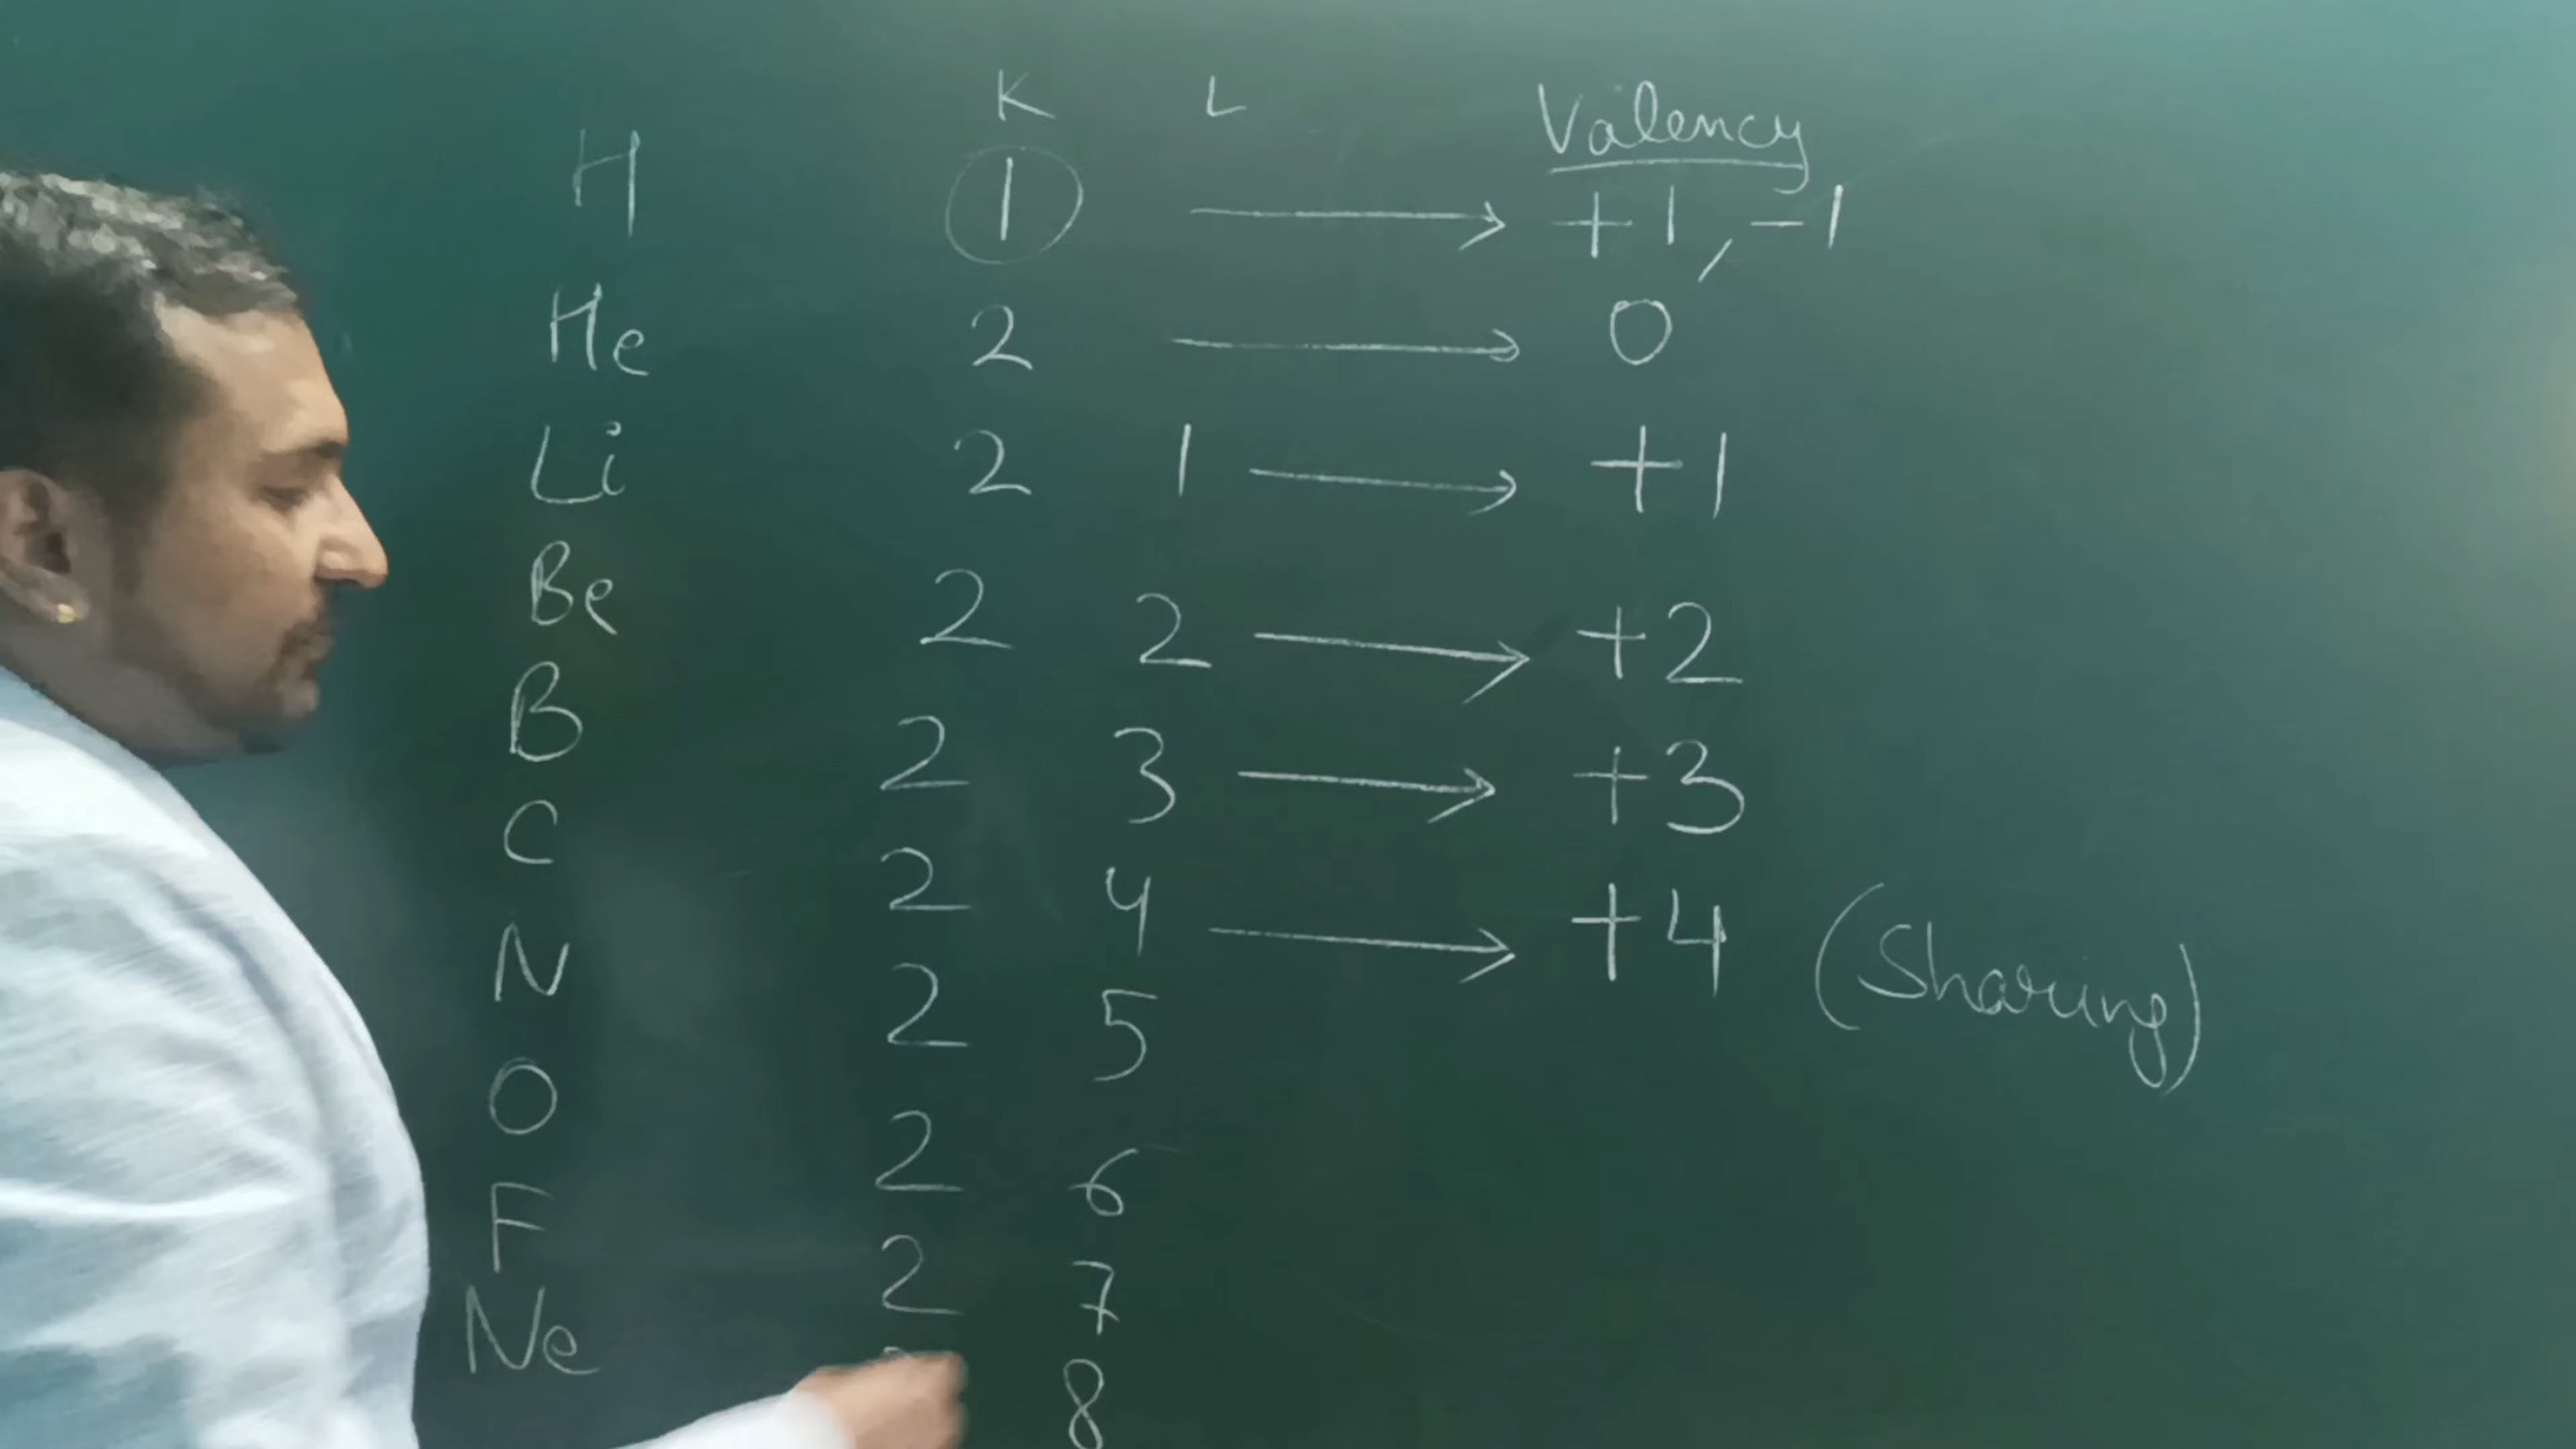 K L Valency
H 1 → +1, -1
He 2 → 0
Li 2 1 → +1
Be 2 2 → +2
B 2 3 → +3
C 2 4 → +4 (Sharing)
N 2 5
O 2 6
F 2 7
Ne 8